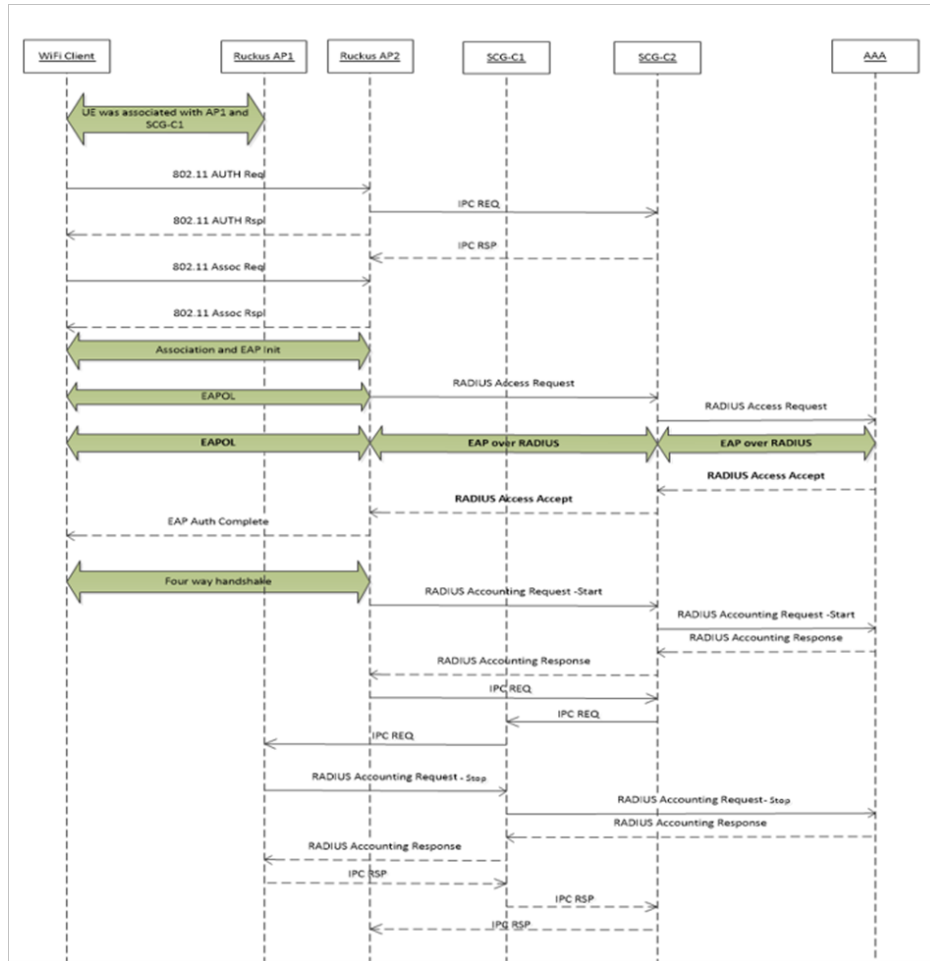 WiFi Client
Ruckus AP1
Ruckus AP2
SCG-C1
SCG-C2
AAA
UE was associated with AP1 and
SCG-C1
802.11 AUTH Req|
IPC REQ
802.11 AUTH Rsp|
IPC RSP
802.11 Assoc Req|
802.11 Assoc Rsp|
Association and EAP Init
RADIUS Access Request
EAPOL
RADIUS Access Request
EAPOL
EAP over RADIUS
EAP over RADIUS
RADIUS Access Accept
RADIUS Access Accept
EAP Auth Complete
Four way handshake
RADIUS Accounting Request -Start
RADIUS Accounting Request -Start
RADIUS Accounting Response
RADIUS Accounting Response
IPC REQ
IPC REQ
IPC REQ
RADIUS Accounting Request - Stop
RADIUS Accounting Request- Stop
RADIUS Accounting Response
RADIUS Accounting Response
IPC RSP
IPC RSP
IPC RSP